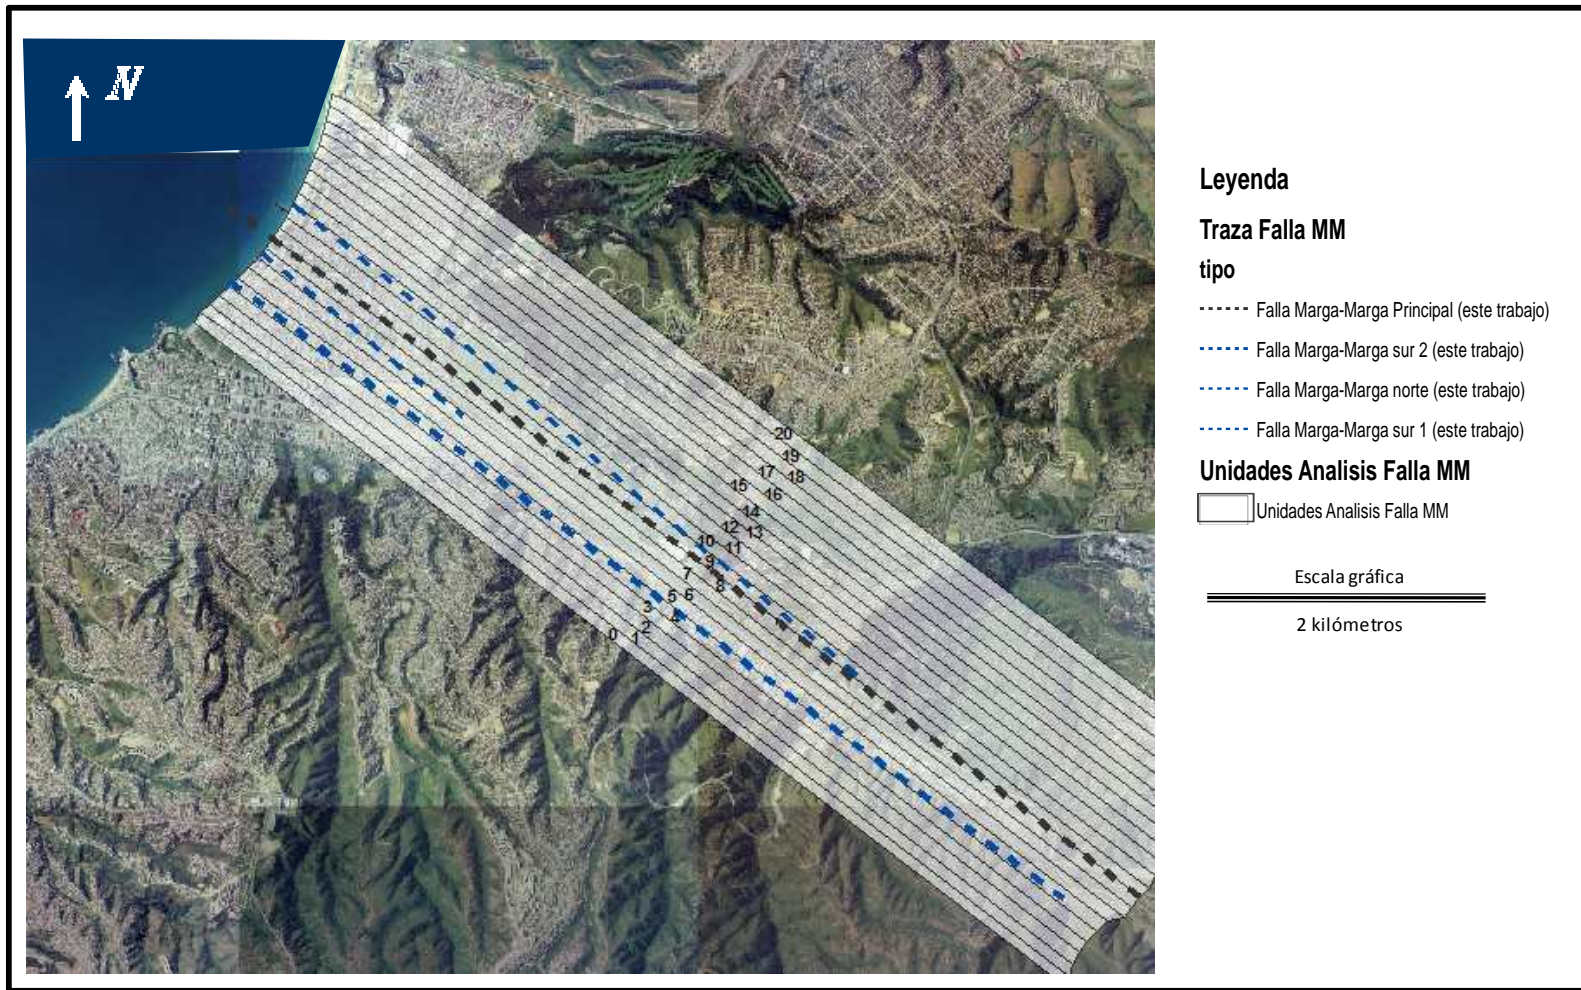 N
Leyenda
Traza Falla MM
tipo
Falla Marga-Marga Principal (este trabajo)
Falla Marga-Marga sur 2 (este trabajo)
Falla Marga-Marga norte (este trabajo)
Falla Marga-Marga sur 1 (este trabajo)
Unidades Analisis Falla MM
Unidades Analisis Falla MM
Escala gráfica
2 kilómetros
20
19
18
17
16
15
14
13
12
11
10
9
8
7
6
5
4
3
2
1
0